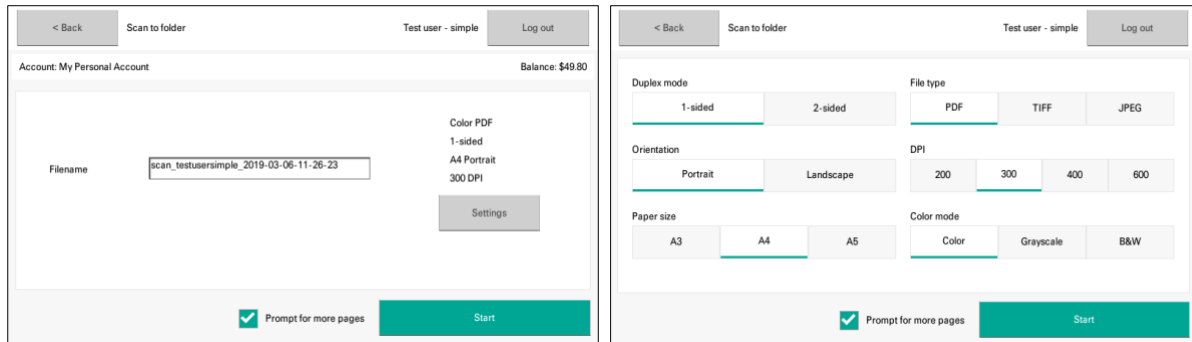 < Back Scan to folder Test user - simple Log out
Account: My Personal Account Balance: $49.80
Color PDF
1-sided
Filename scan_testusersimple_2019-03-06-11-26-23 A4 Portrait
300 DPI
Settings
Prompt for more pages Start
< Back Scan to folder Test user - simple Log out
Duplex mode File type
1-sided 2-sided PDF TIFF JPEG
Orientation DPI
Portrait Landscape 200 300 400 600
Paper size Color mode
A3 A4 A5 Color Grayscale B&W
Prompt for more pages Start